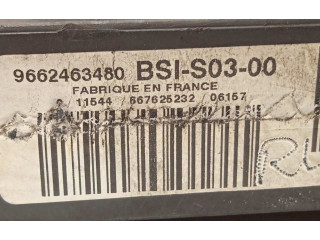 9662463480 BSI-S03-00
FABRIQUE EN FRANCE
11544 667625232 06157